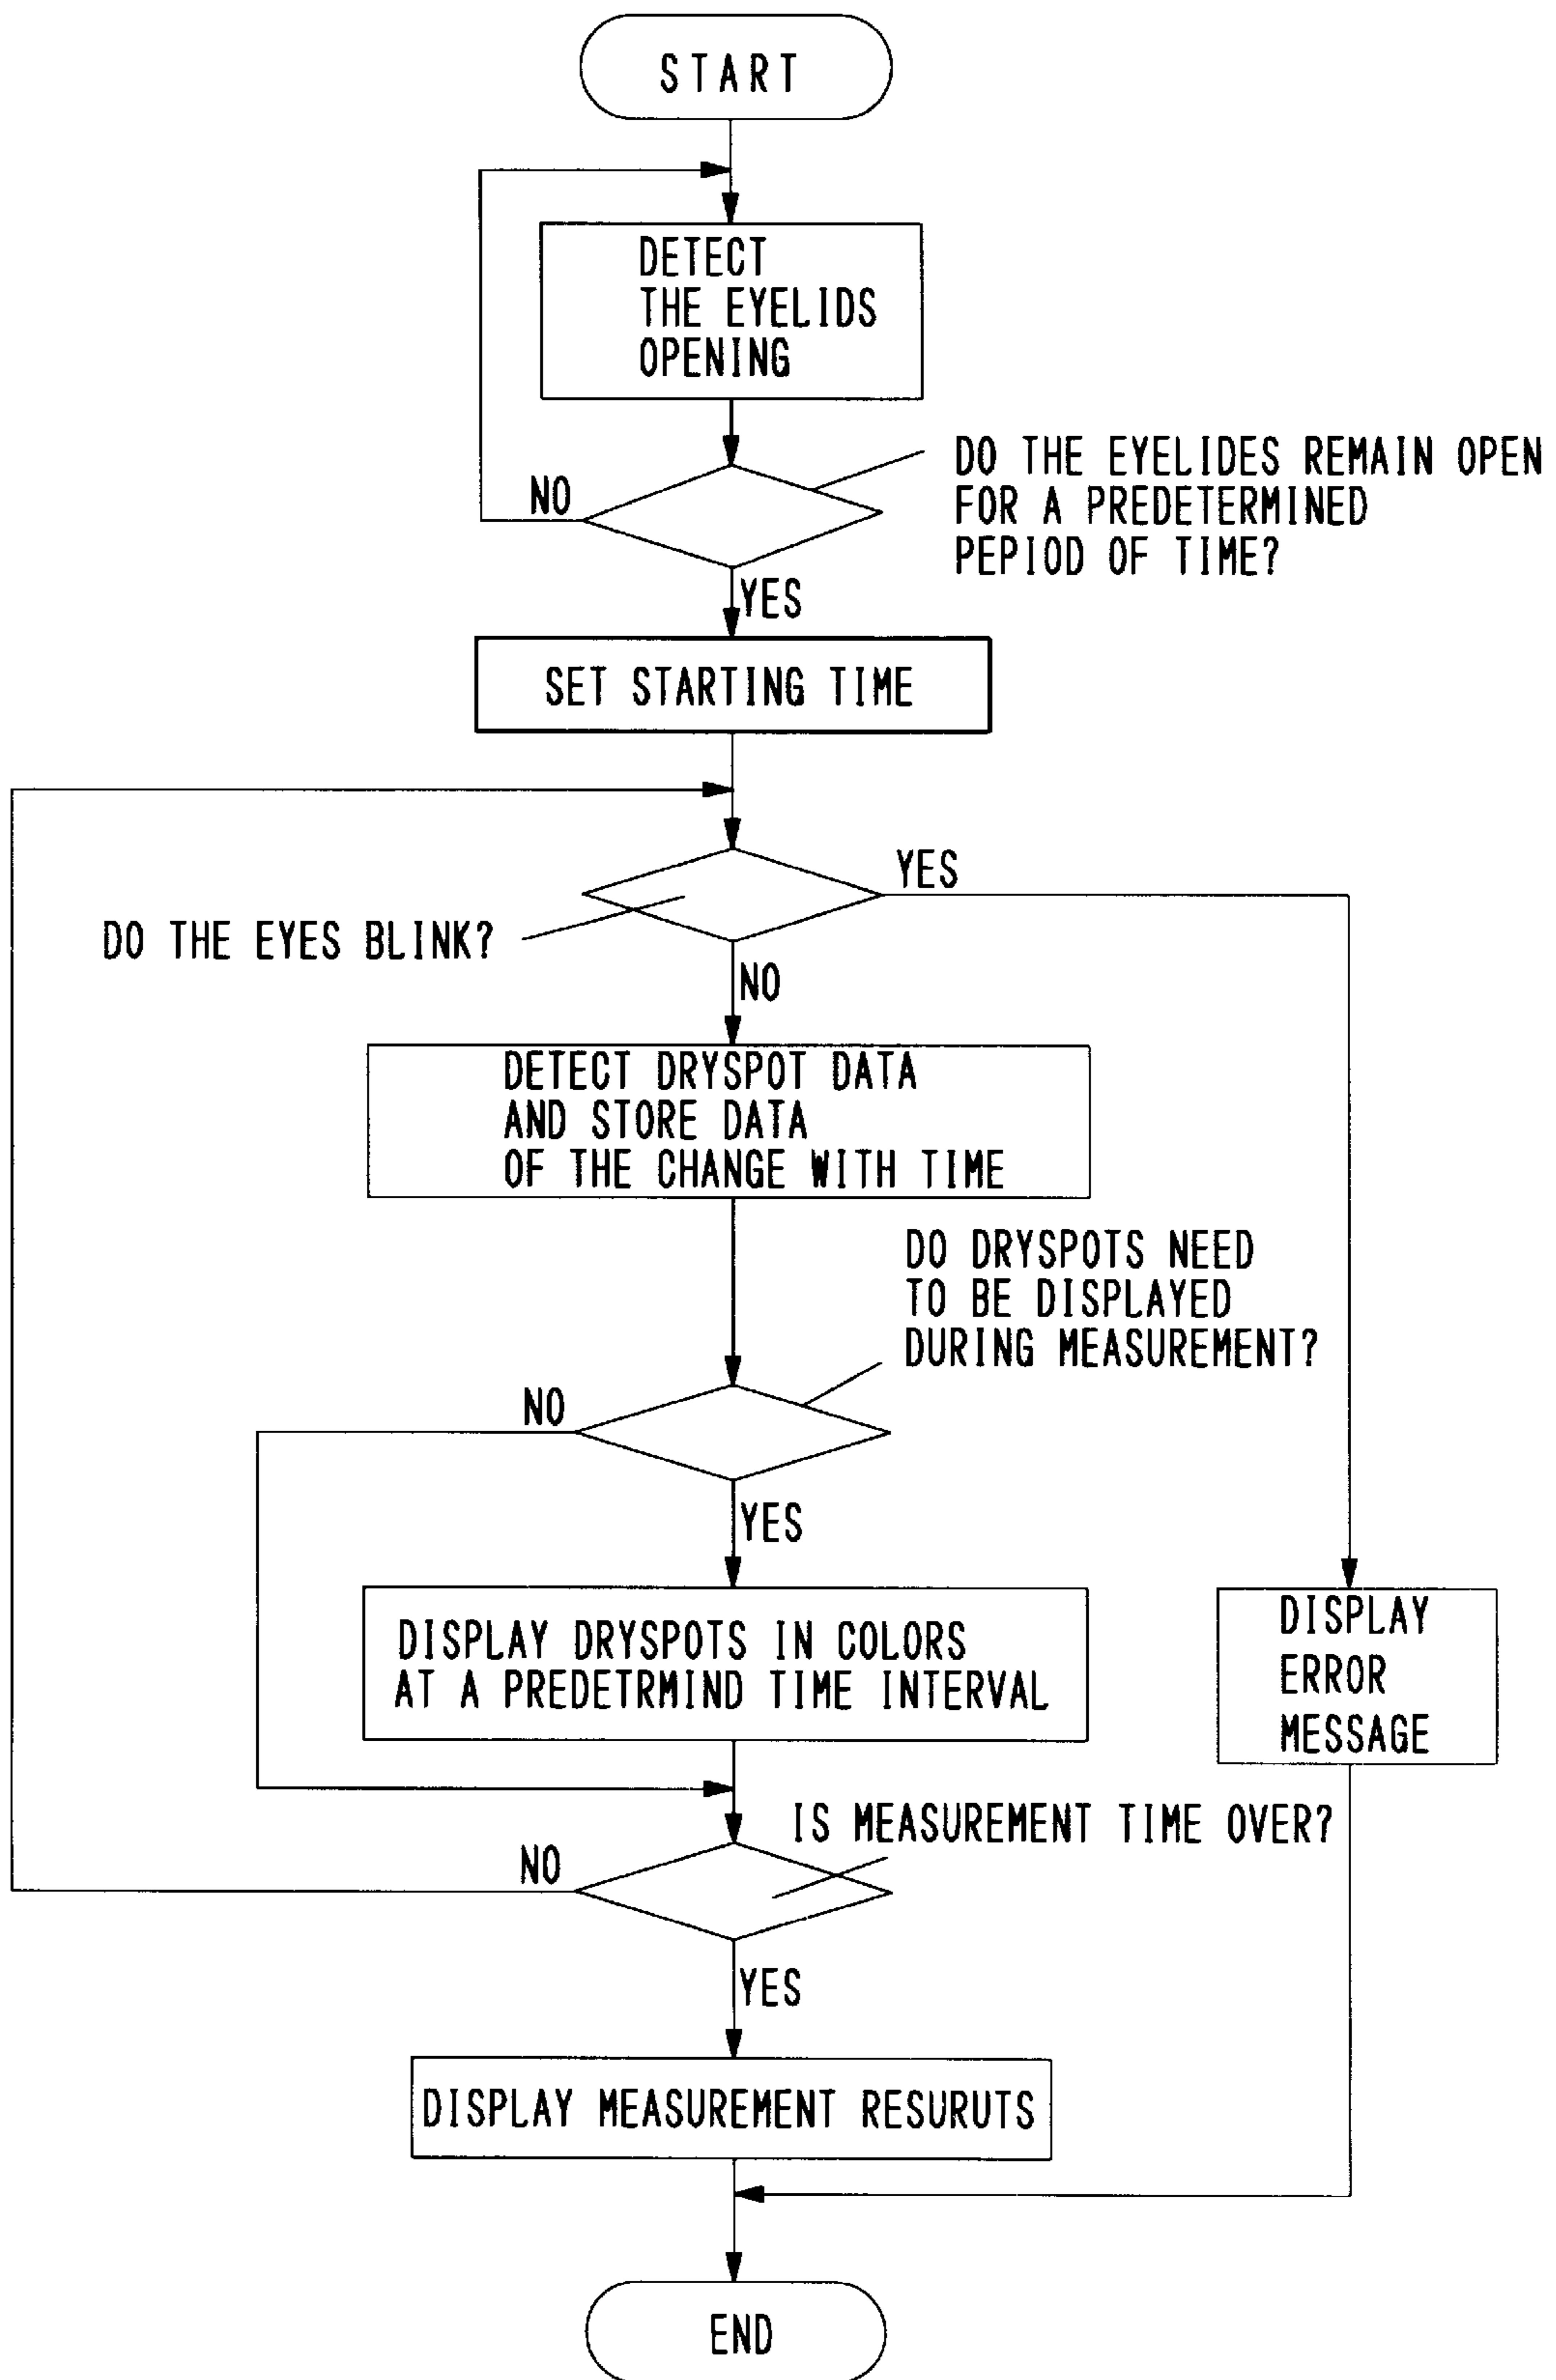 START
DETECT
THE EYELIDS
OPENING
DO THE EYELIDES REMAIN OPEN
FOR A PREDETERMINED
PEPIOD OF TIME?
NO
YES
SET STARTING TIME
YES
DO THE EYES BLINK?
NO
DETECT DRYSPOT DATA
AND STORE DATA
OF THE CHANGE WITH TIME
DO DRYSPOTS NEED
TO BE DISPLAYED
DURING MEASUREMENT?
NO
YES
DISPLAY DRYSPOTS IN COLORS
AT A PREDETRMIND TIME INTERVAL
DISPLAY
ERROR
MESSAGE
IS MEASUREMENT TIME OVER?
NO
YES
DISPLAY MEASUREMENT RESURUTS
END